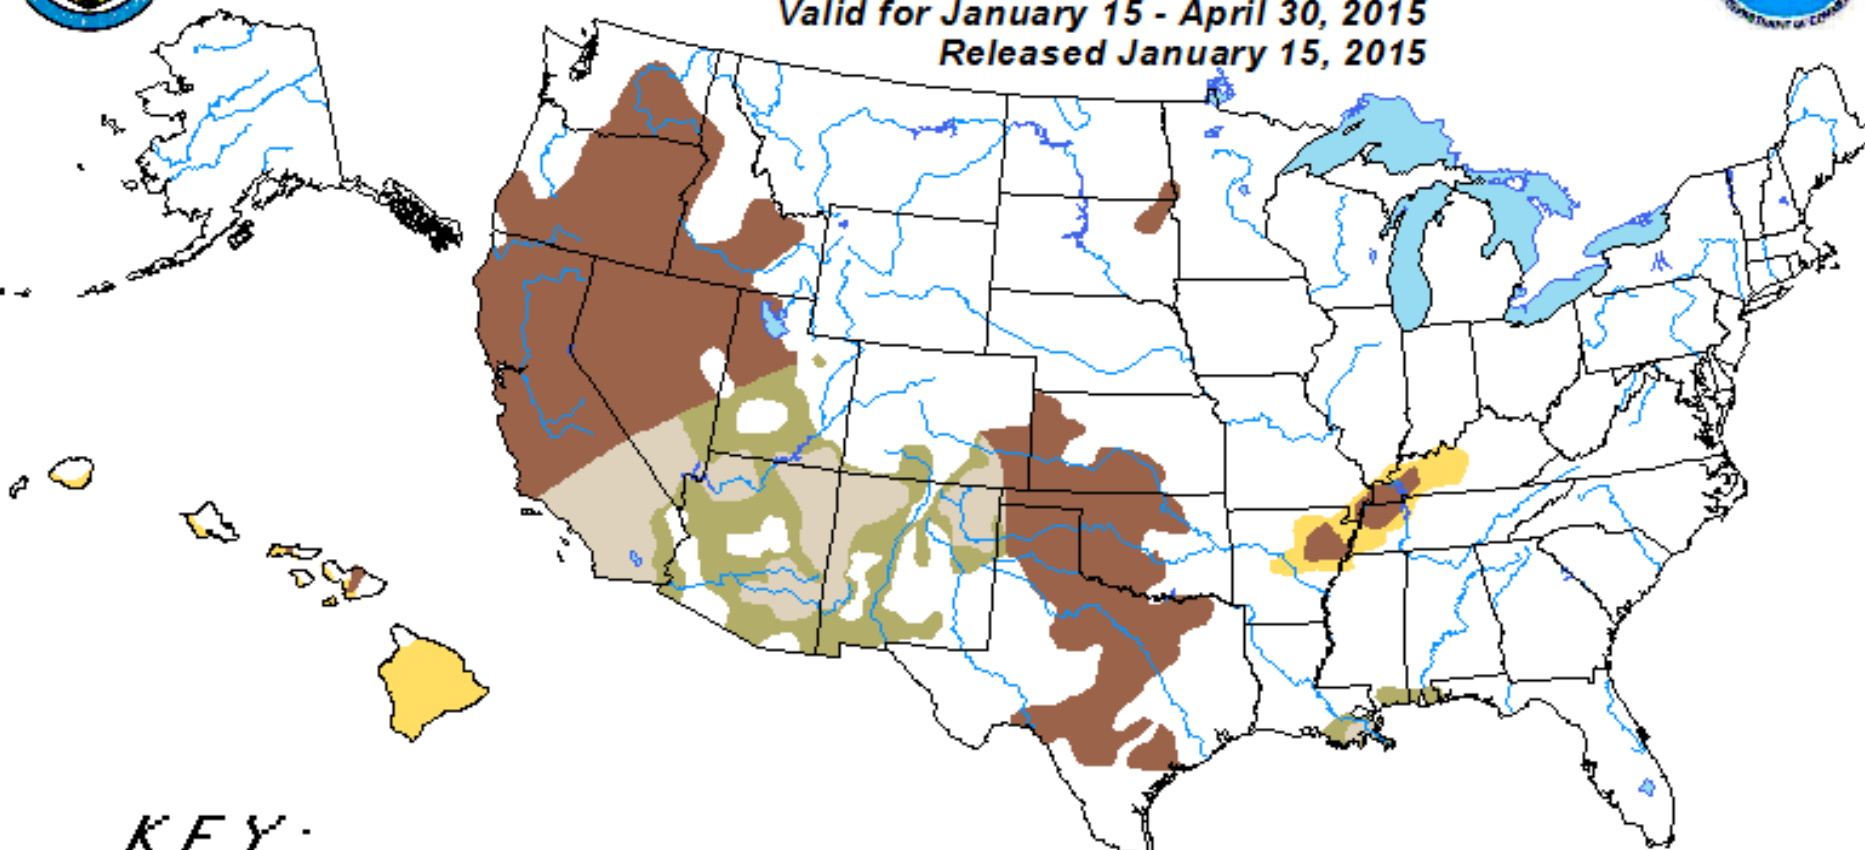 Valid for January 15 - April 30, 2015
Released January 15, 2015
KEY: